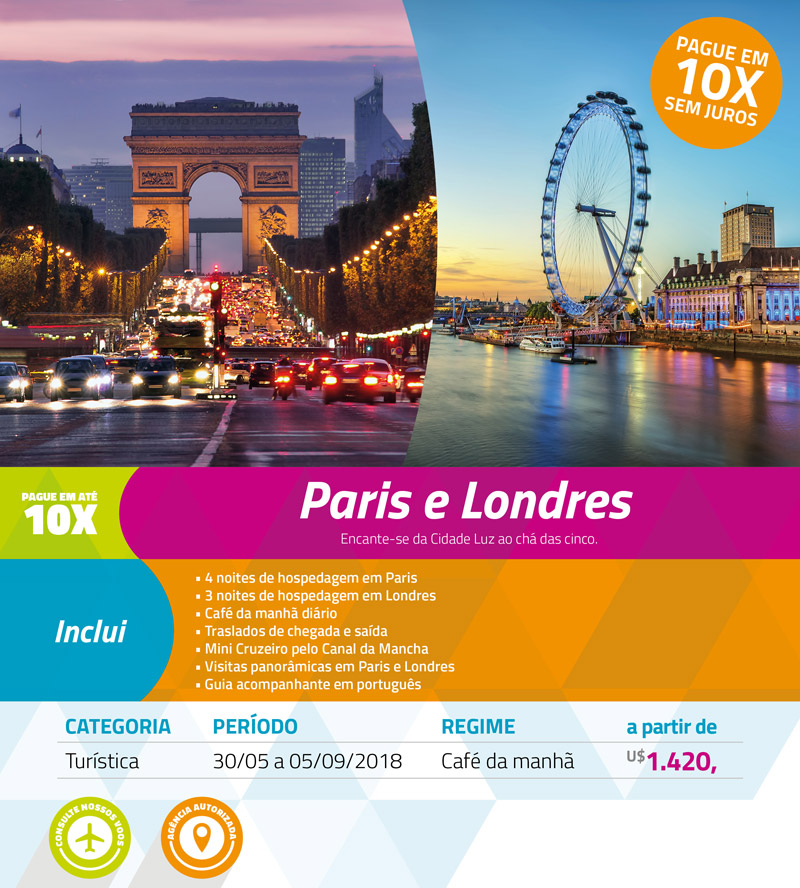 PAGUE EM
10X
SEM JUROS
PAGUE EM ATÉ
10X
Paris e Londres
Encante-se da Cidade Luz ao chá das cinco.
Inclui
• 4 noites de hospedagem em Paris
• 3 noites de hospedagem em Londres
• Café da manhã diário
• Traslados de chegada e saída
• Mini Cruzeiro pelo Canal da Mancha
• Visitas panorâmicas em Paris e Londres
• Guia acompanhante em português
CATEGORIA PERÍODO REGIME a partir de
Turística 30/05 a 05/09/2018 Café da manhã U$1.420,
CONSULTE NOSSOS VOOS
AGÊNCIA AUTORIZADA